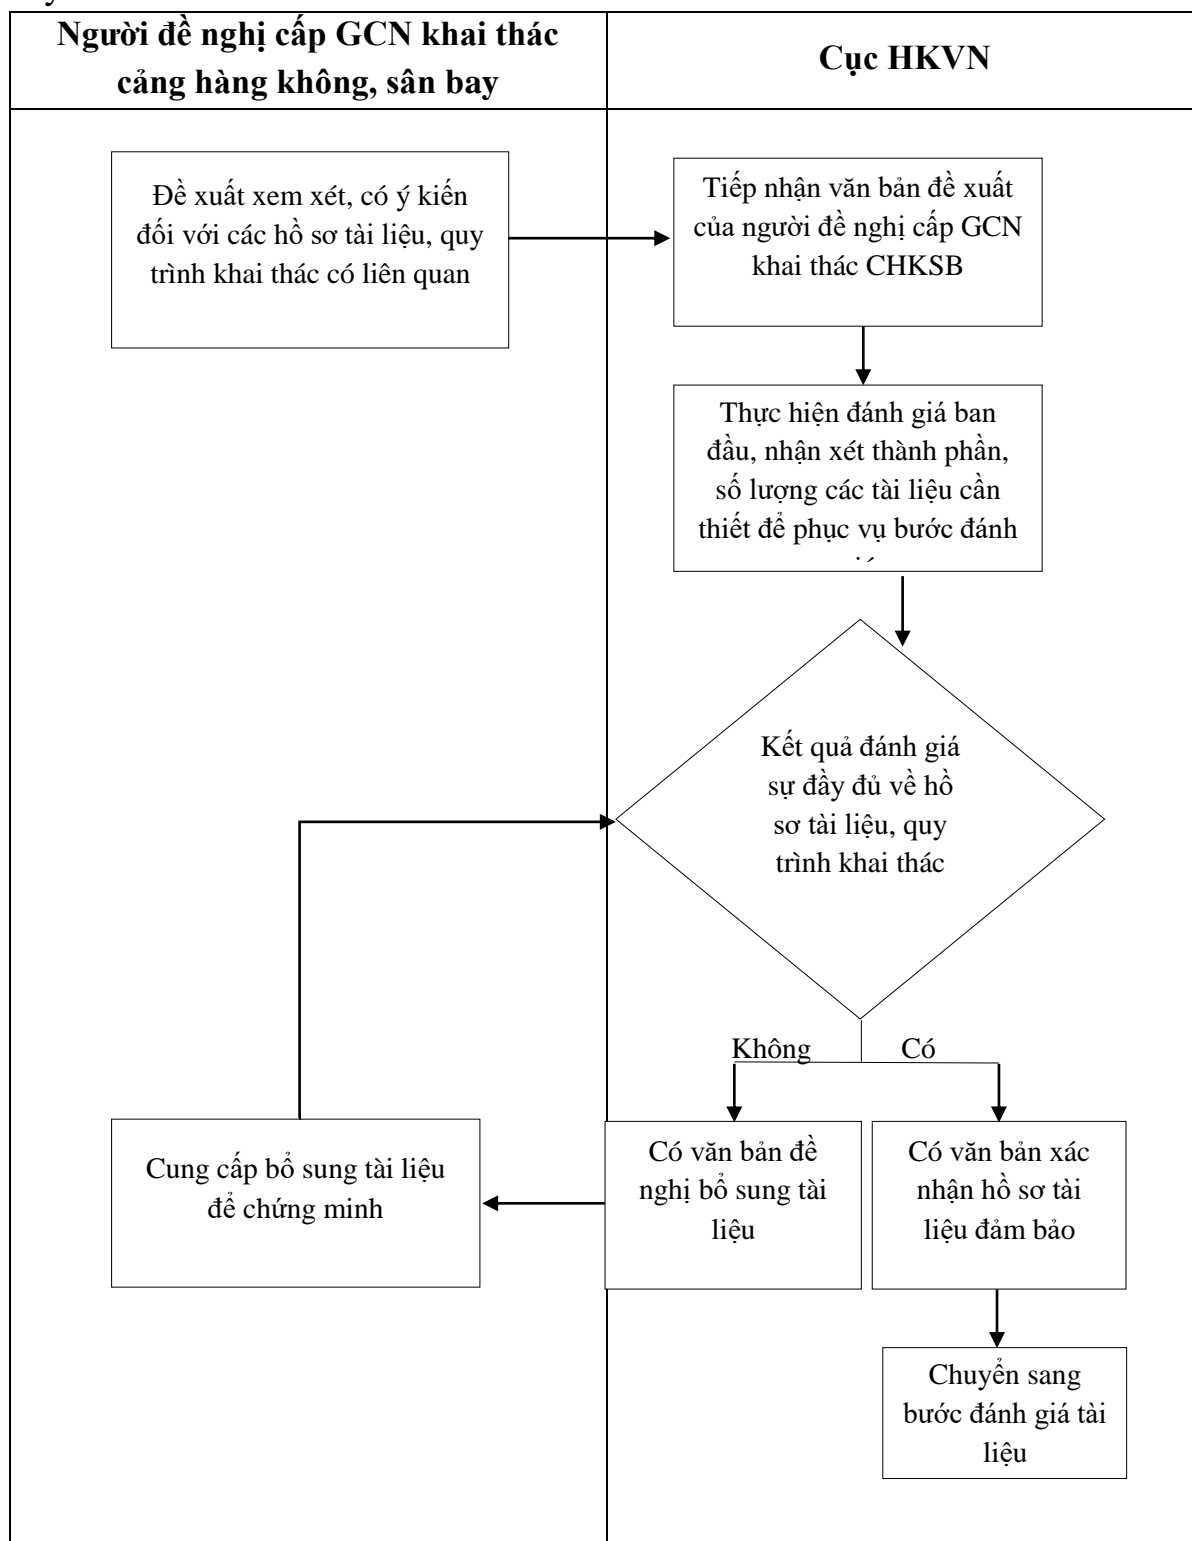 Người đề nghị cấp GCN khai thác
cảng hàng không, sân bay
Cục HKVN
Đề xuất xem xét, có ý kiến
đối với các hồ sơ tài liệu, quy
trình khai thác có liên quan
Tiếp nhận văn bản đề xuất
của người đề nghị cấp GCN
khai thác CHKSB
Thực hiện đánh giá ban
đầu, nhận xét thành phần,
số lượng các tài liệu cần
thiết để phục vụ bước đánh
Kết quả đánh giá
sự đầy đủ về hồ
sơ tài liệu, quy
trình khai thác
Không
Có
Cung cấp bổ sung tài liệu
để chứng minh
Có văn bản đề
nghị bổ sung tài
liệu
Có văn bản xác
nhận hồ sơ tài
liệu đảm bảo
Chuyển sang
bước đánh giá tài
liệu